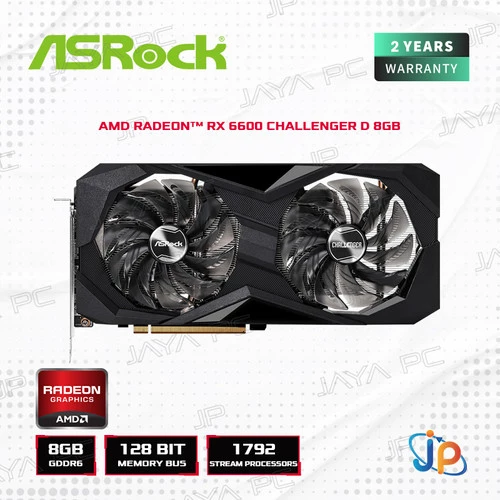 ASRock
2 YEARS
WARRANTY
AMD RADEON™ RX 6600 CHALLENGER D 8GB
ASRock
CHALLENGER
RADEON
GRAPHICS
AMD
8GB
GDDR6
128 BIT
MEMORY BUS
1792
STREAM PROCESSORS
JP
JAYA PC